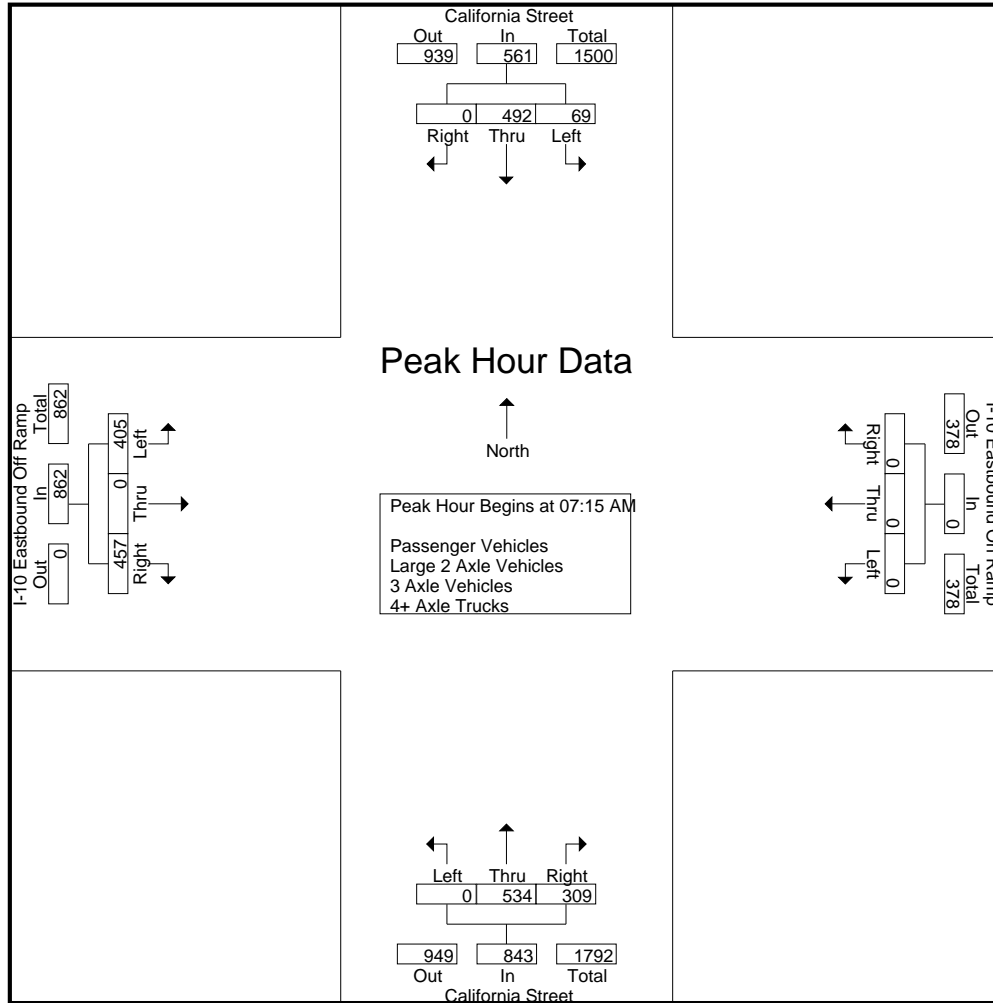 California Street
Out In Total
939 561 1500
0 492 69
Right Thru Left
Peak Hour Data
North
Peak Hour Begins at 07:15 AM
Passenger Vehicles
Large 2 Axle Vehicles
3 Axle Vehicles
4+ Axle Trucks
I-10 Eastbound Off Ramp
Out In Total
0 862 862
405 0 457
Left Thru Right
I-10 Eastbound On Ramp
Out In Total
378 0 378
0 0 0
Right Thru Left
Left Thru Right
0 534 309
949 843 1792
Out In Total
California Street